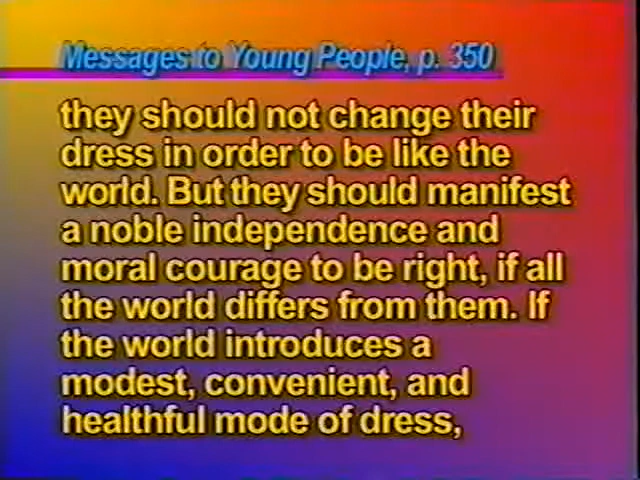 Messages to Young People, p. 350
they should not change their
dress in order to be like the
world. But they should manifest
a noble independence and
moral courage to be right, if all
the world differs from them. If
the world introduces a
modest, convenient, and
healthful mode of dress,